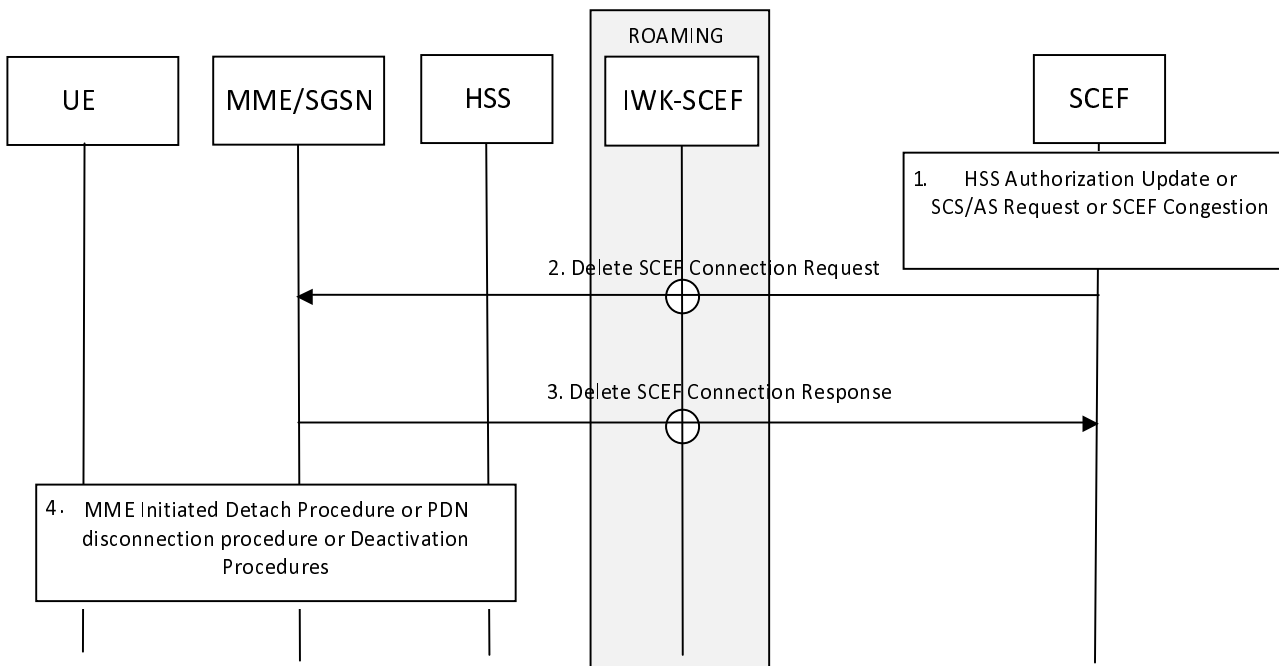 ROAMING
UE
MME/SGSN
HSS
IWK-SCEF
SCEF
1. HSS Authorization Update or
SCS/AS Request or SCEF Congestion
2. Delete SCEF Connection Request
3. Delete SCEF Connection Response
4. MME Initiated Detach Procedure or PDN
disconnection procedure or Deactivation
Procedures